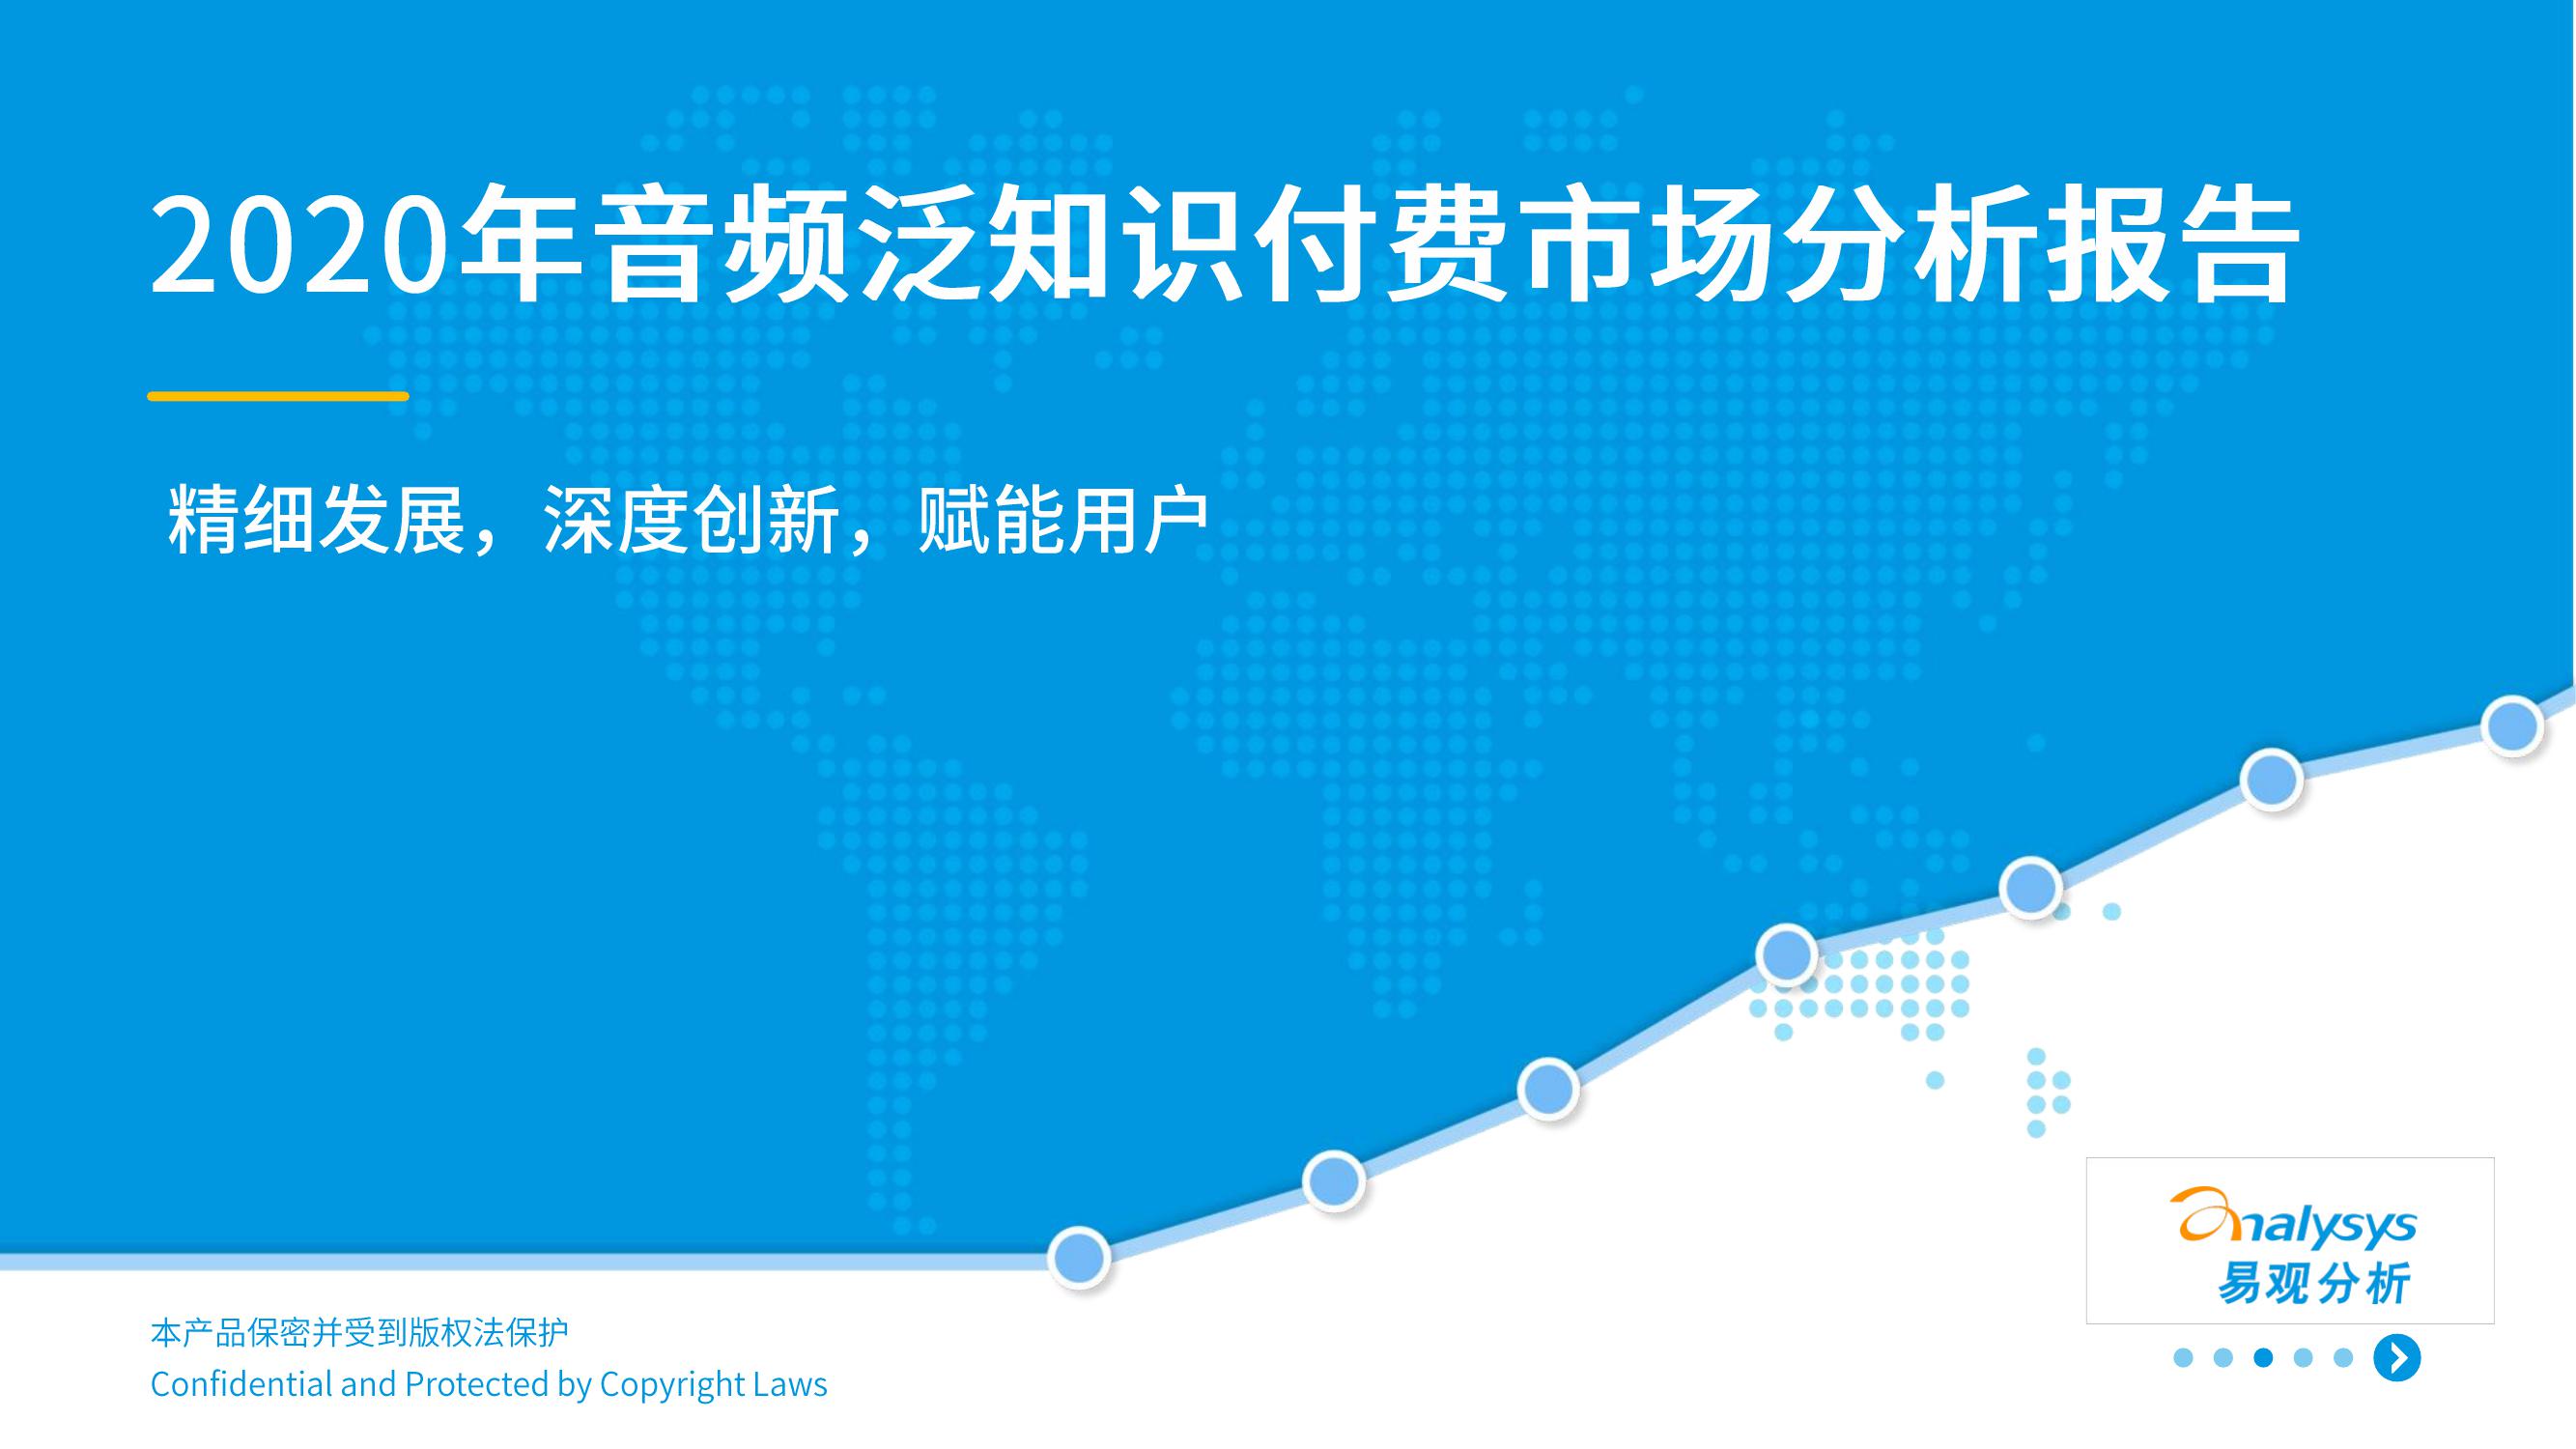 2020年音频泛知识付费市场分析报告
精细发展，深度创新，赋能用户
analysys
易观分析
本产品保密并受到版权法保护
Confidential and Protected by Copyright Laws